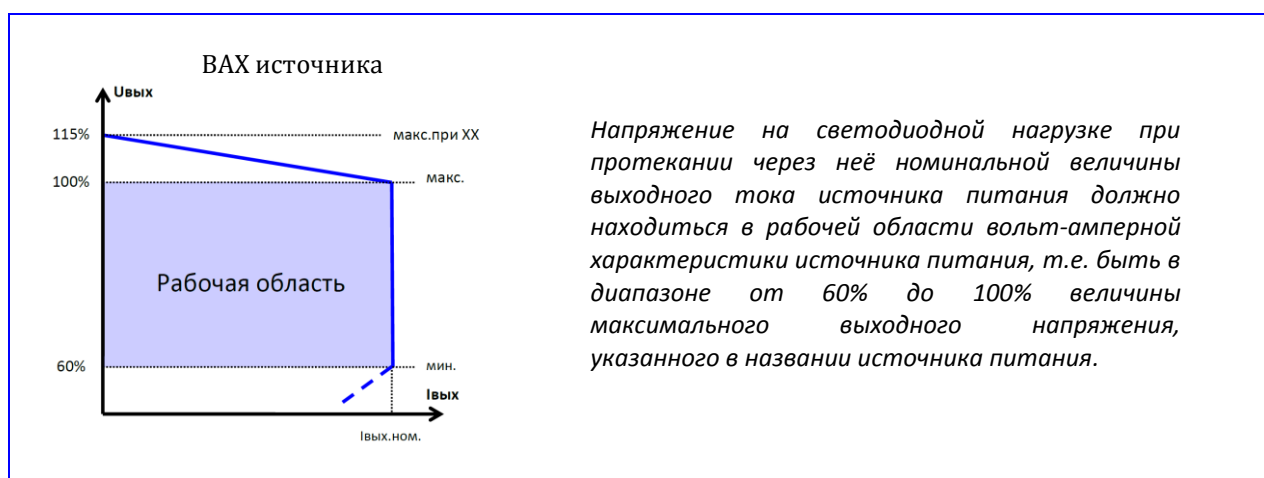 ВАХ источника
Uвых
115%
макс.при ХХ
100%
макс.
Рабочая область
60%
мин.
Iвых
Iвых.ном.
Напряжение на светодиодной нагрузке при
протекании через неё номинальной величины
выходного тока источника питания должно
находиться в рабочей области вольт-амперной
характеристики источника питания, т.е. быть в
диапазоне от 60% до 100% величины
максимального выходного напряжения,
указанного в названии источника питания.